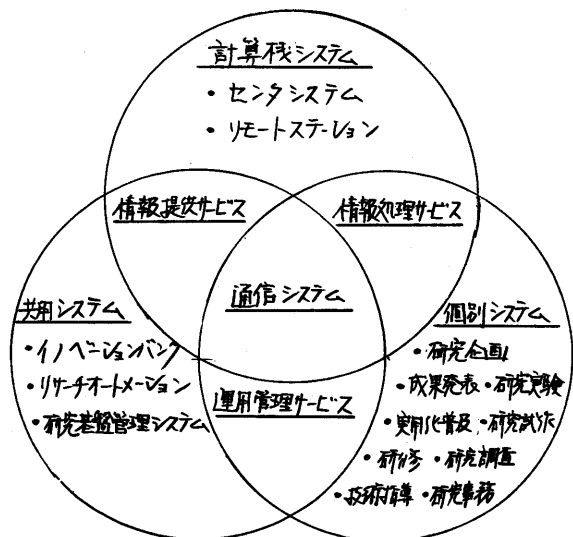 計算機システム
・センタシステム
・リモートステーション
情報提供サービス
情報処理サービス
通信システム
共用システム
・イノベーションバンク
・リサーチオートメーション
・研究基盤管理システム
運用管理サービス
個別システム
・研究企画
・成果発表・研究実験
・実用化普及・研究試作
・研修・研究調査
・技術指導・研究事務